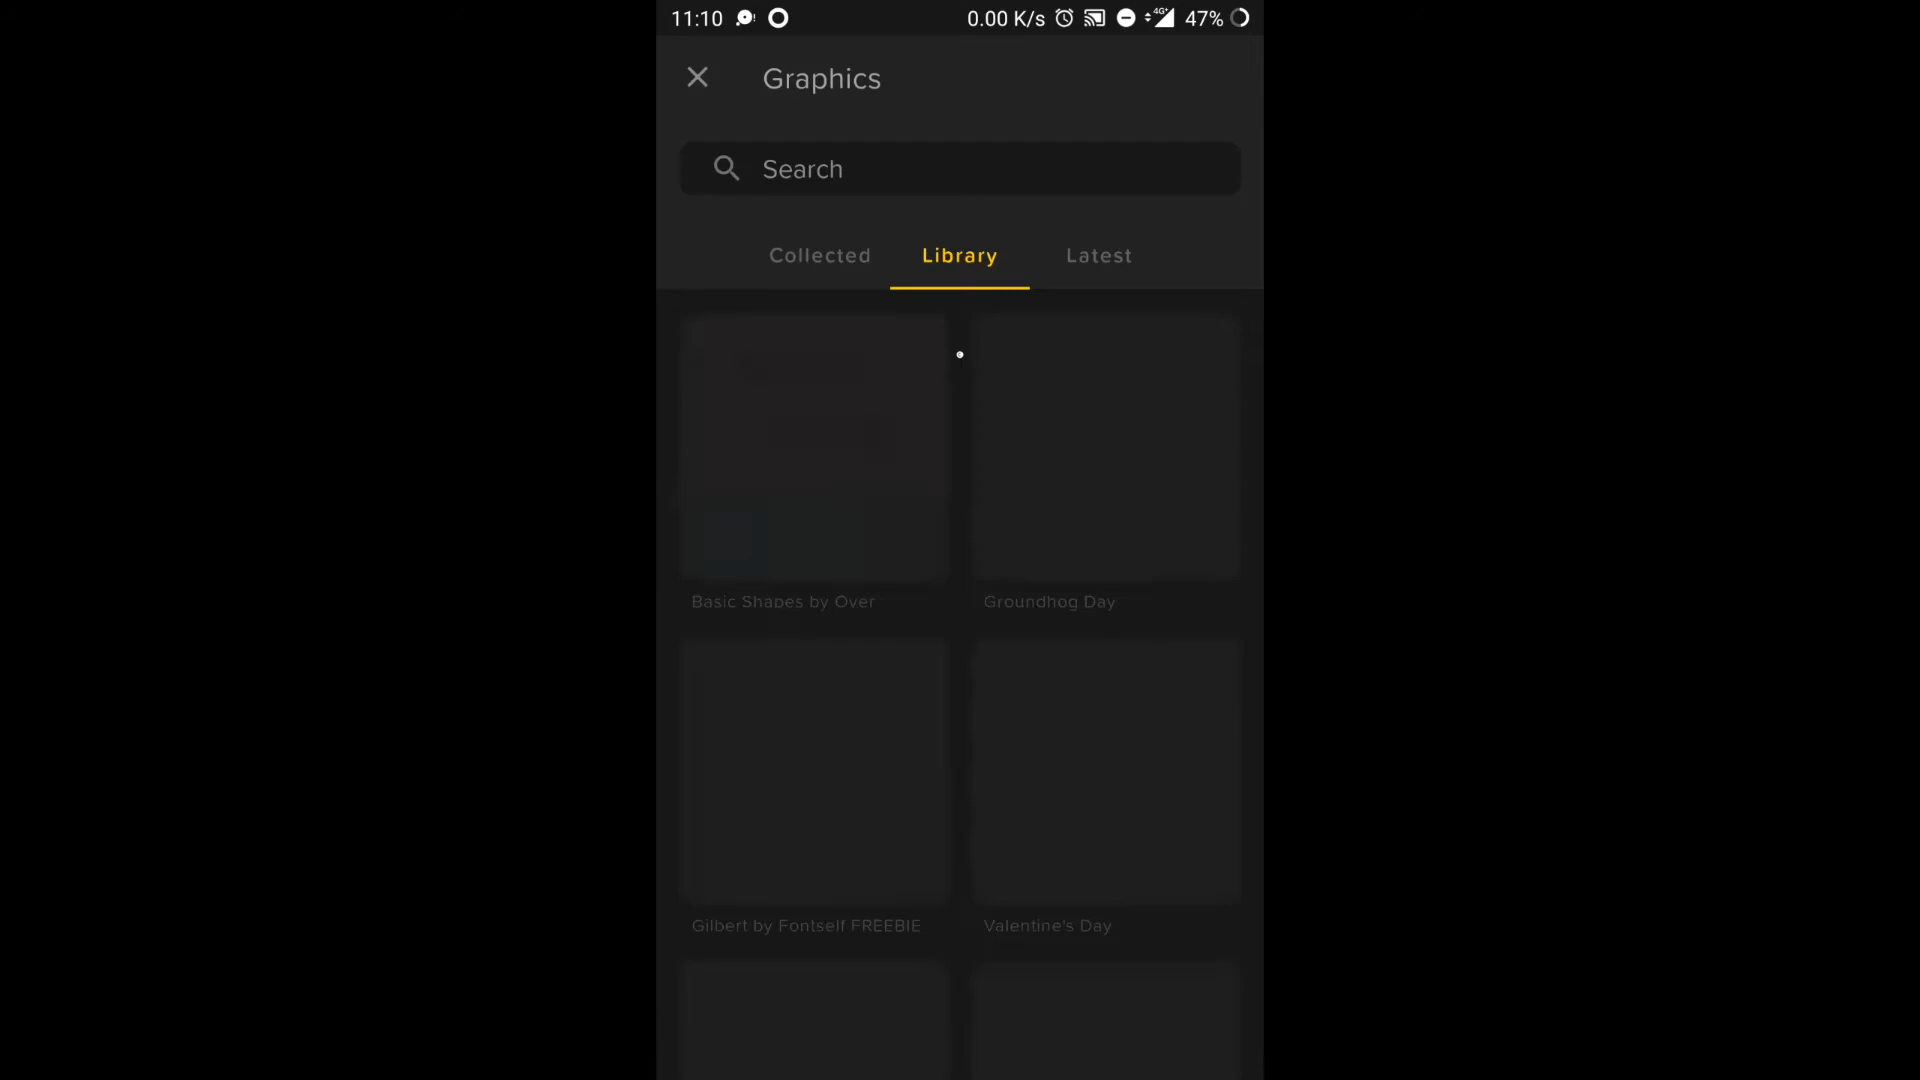 11:10
0.00 K/s
4G+
47%
Graphics
Search
Collected
Library
Latest
Basic Shapes by Over
Groundhog Day
Gilbert by Fontself FREEBIE
Valentine's Day